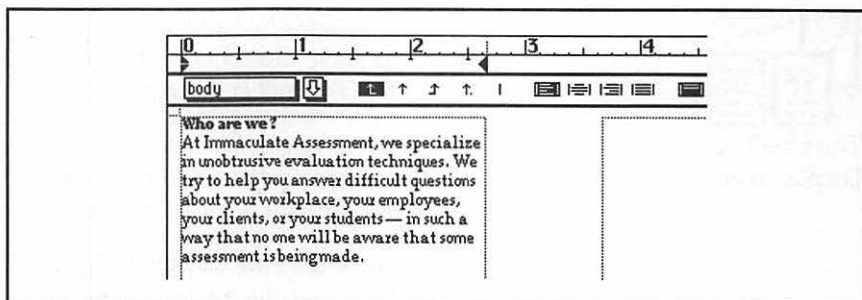 0 1 2 3 4
body
Who are we?
At Immaculate Assessment, we specialize
in unobtrusive evaluation techniques. We
try to help you answer difficult questions
about your workplace, your employees,
your clients, or your students — in such a
way that no one will be aware that some
assessment is being made.